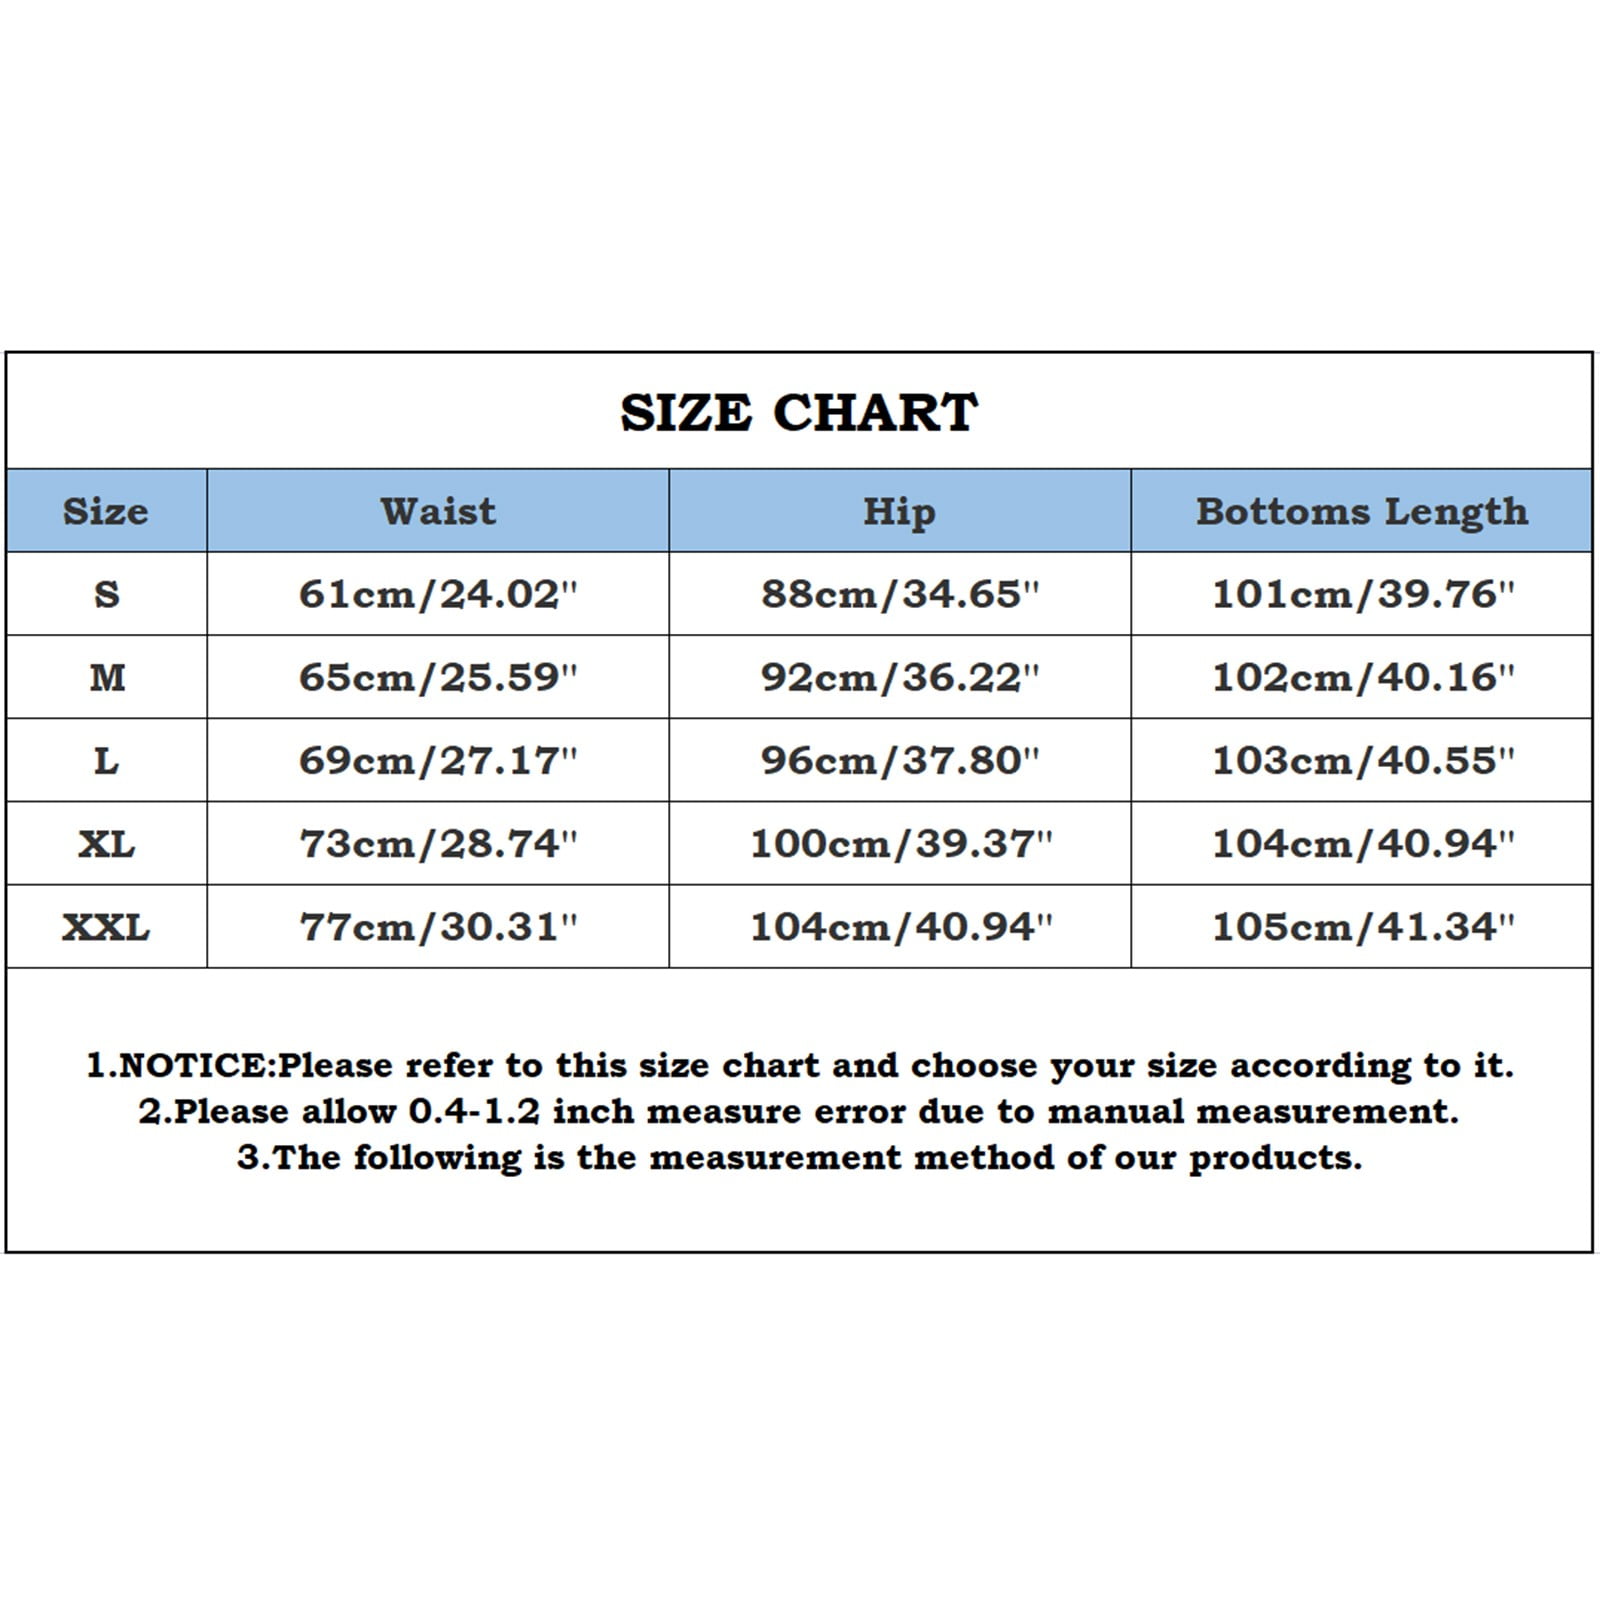 SIZE CHART
Size Waist Hip Bottoms Length
S 61cm/24.02" 88cm/34.65" 101cm/39.76"
M 65cm/25.59" 92cm/36.22" 102cm/40.16"
L 69cm/27.17" 96cm/37.80" 103cm/40.55"
XL 73cm/28.74" 100cm/39.37" 104cm/40.94"
XXL 77cm/30.31" 104cm/40.94" 105cm/41.34"
1.NOTICE:Please refer to this size chart and choose your size according to it.
2.Please allow 0.4-1.2 inch measure error due to manual measurement.
3.The following is the measurement method of our products.